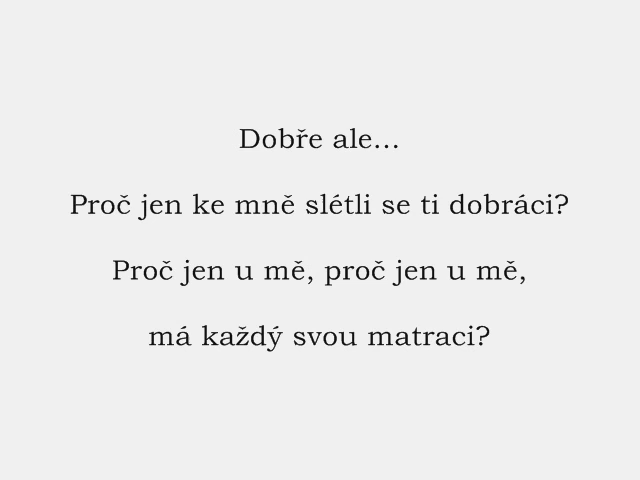 Dobře ale...
Proč jen ke mně slétli se ti dobráci?
Proč jen u mě, proč jen u mě,
má každý svou matraci?